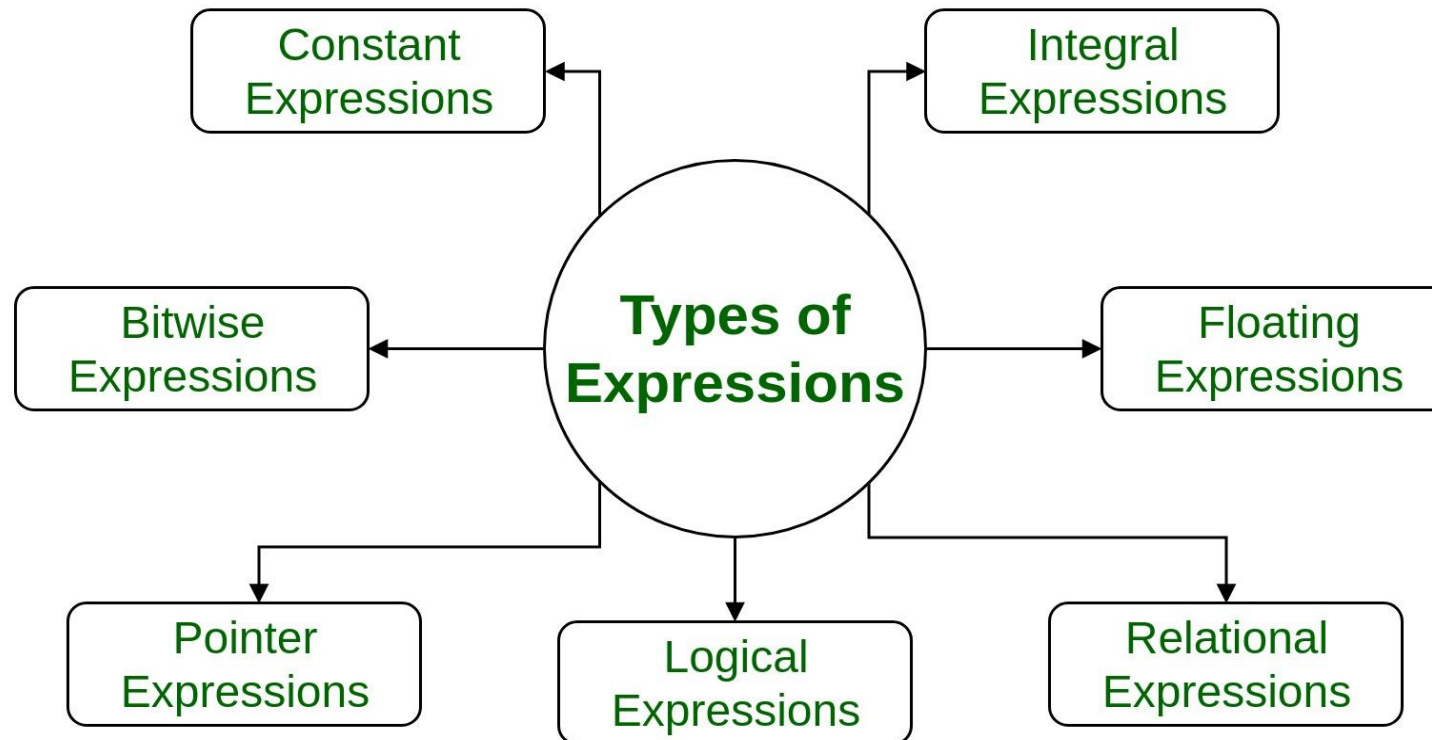 Constant
Expressions
Integral
Expressions
Types of
Expressions
Bitwise
Expressions
Floating
Expressions
Pointer
Expressions
Logical
Expressions
Relational
Expressions